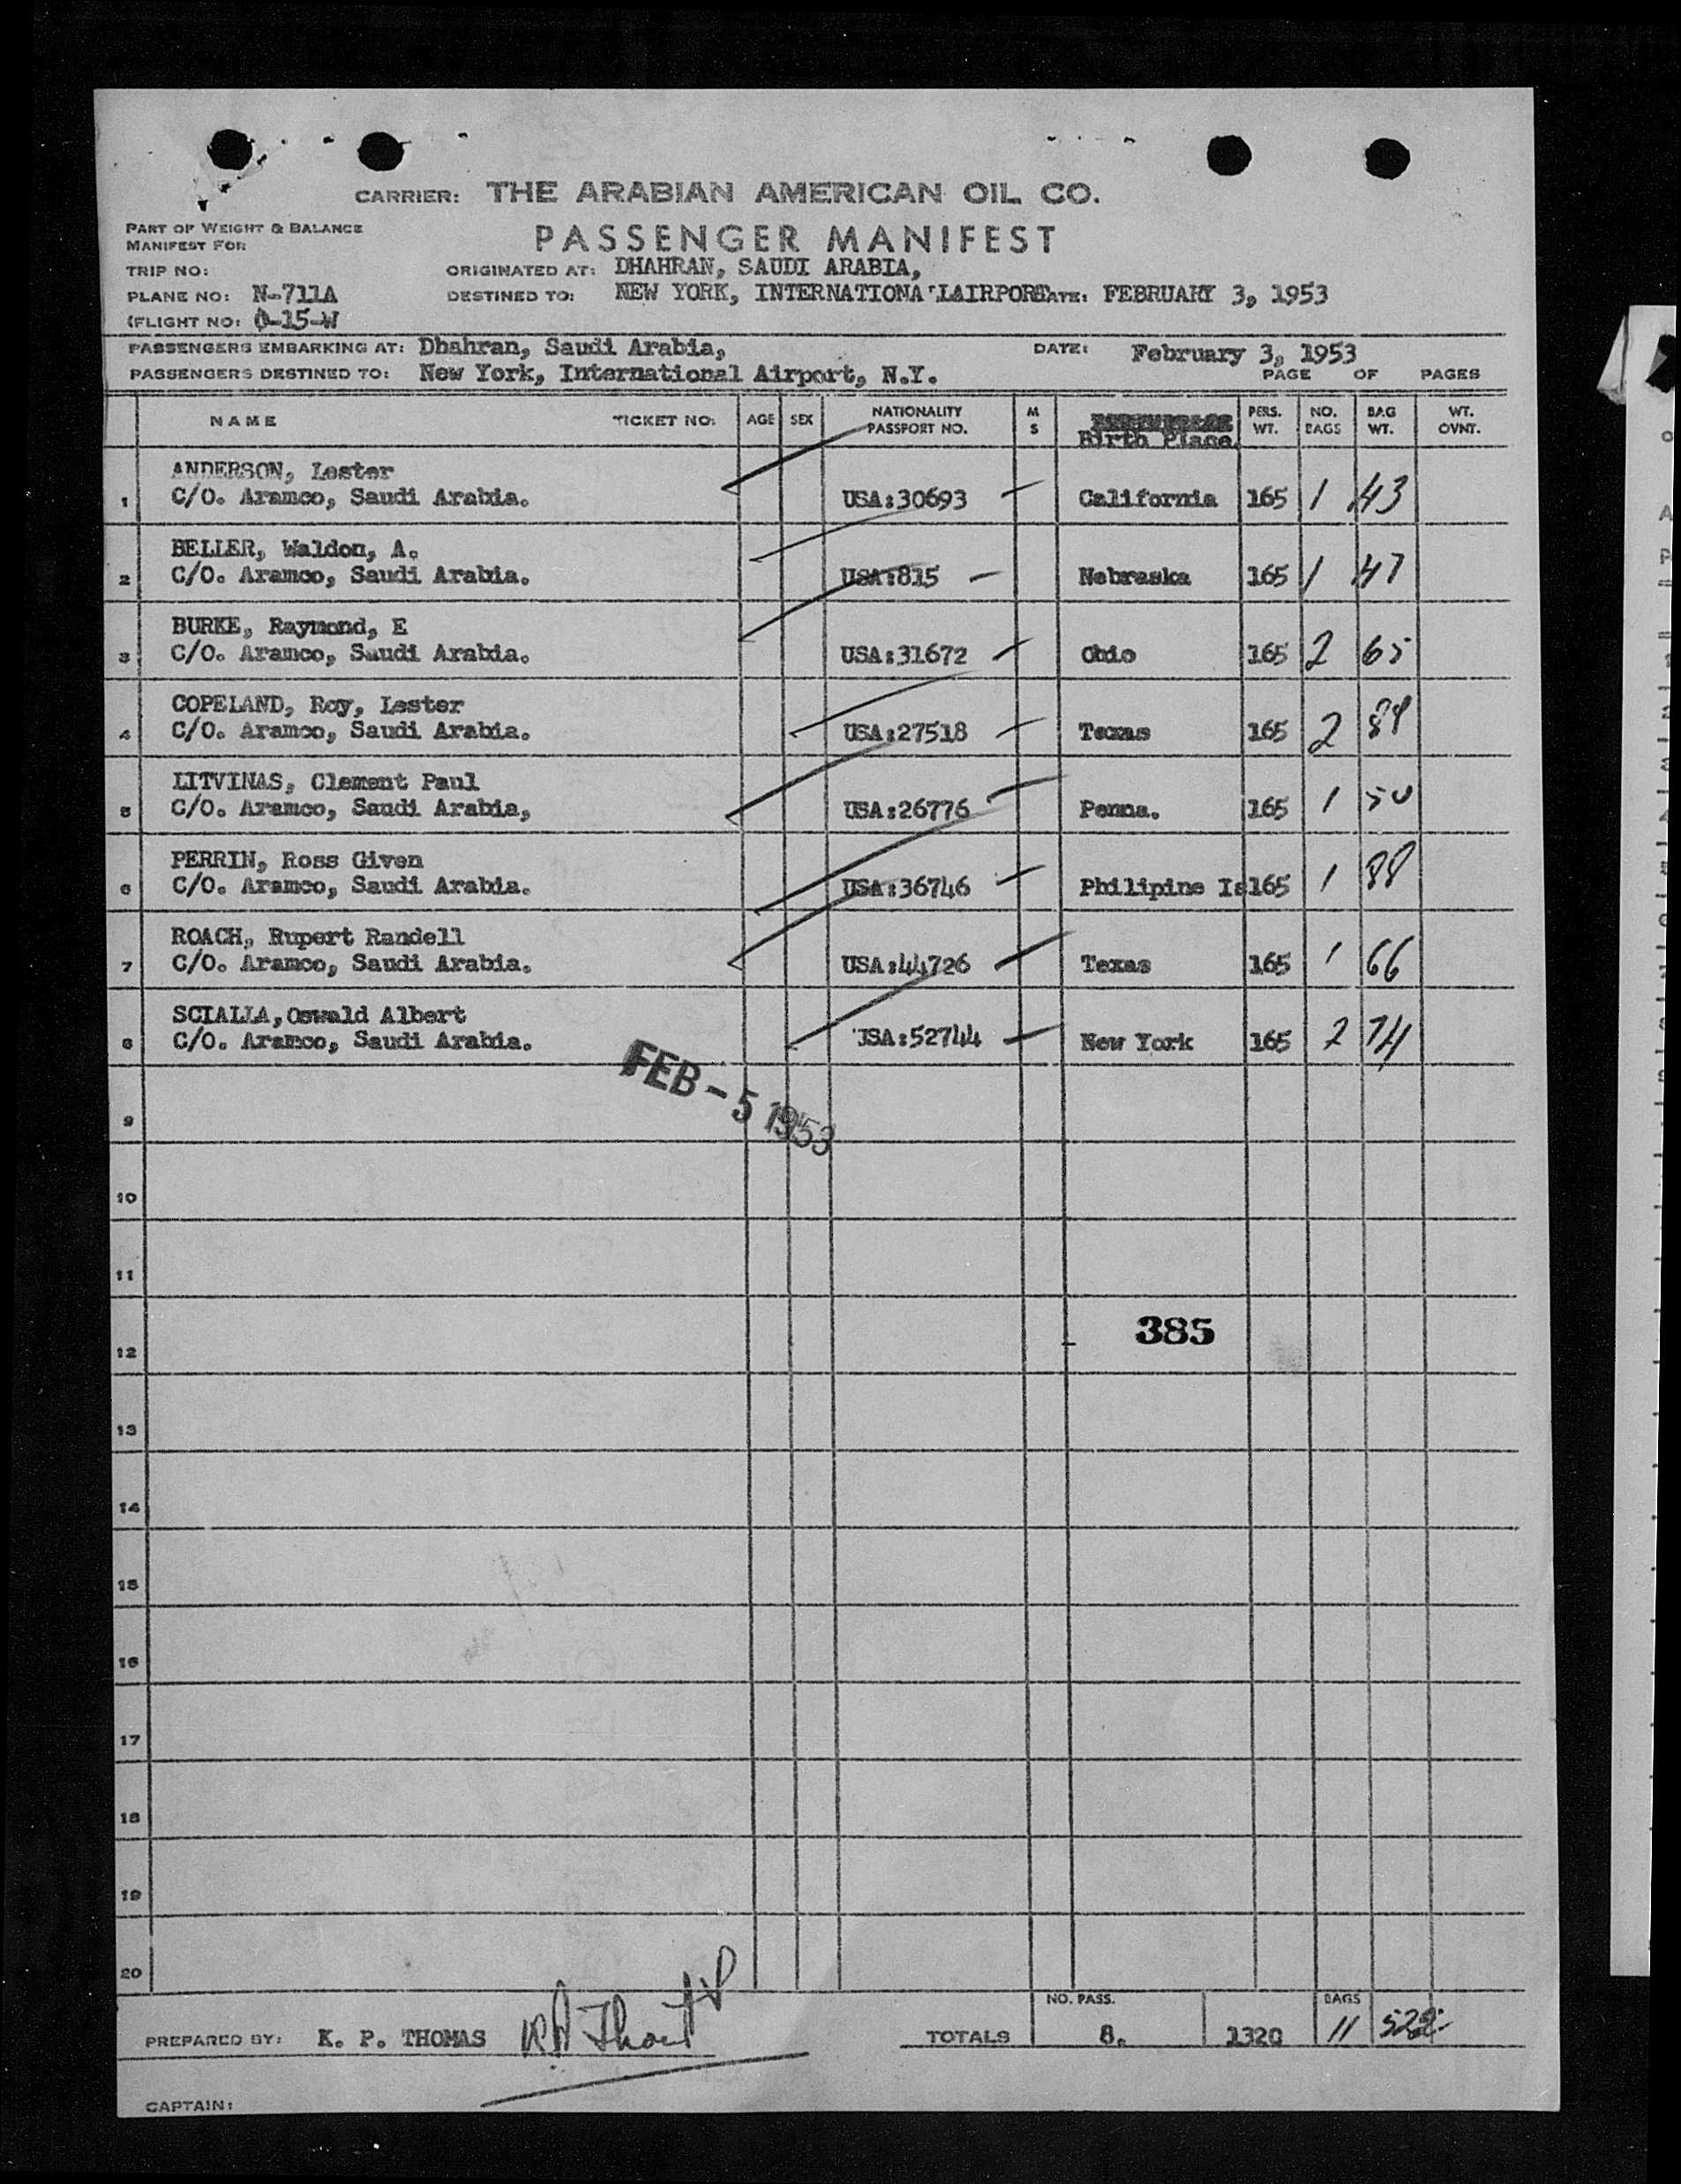 CARRIER: THE ARABIAN AMERICAN OIL CO.
PART OF WEIGHT & BALANCE
MANIFEST FOR
PASSENGER MANIFEST
TRIP NO:
ORIGINATED AT: DHAHRAN, SAUDI ARABIA,
PLANE NO: N-711A
DESTINED TO: NEW YORK, INTERNATIONA'LAIRPORT DATE: FEBRUARY 3, 1953
(FLIGHT NO: O-15-W
PASSENGERS EMBARKING AT: Dhahran, Saudi Arabia, DATE: February 3, 1953
PASSENGERS DESTINED TO: New York, International Airport, N.Y. PAGE OF PAGES
NAME TICKET NO: AGE SEX NATIONALITY PASSPORT NO. M S Birth Place. PERS. WT. NO. BAGS BAG WT. WT. OVNT.
ANDERSON, Lester
1 C/O. Aramco, Saudi Arabia. USA:30693 California 165 1 43
BELLER, Waldon, A.
2 C/O. Aramco, Saudi Arabia. USA:815 Nebraska 165 1 47
BURKE, Raymond, E
3 C/O. Aramco, Saudi Arabia. USA:31672 Ohio 165 2 65
COPELAND, Roy, Lester
4 C/O. Aramco, Saudi Arabia. USA:27518 Texas 165 2 89
LITVINAS, Clement Paul
5 C/O. Aramco, Saudi Arabia, USA:26776 Penna. 165 1 50
PERRIN, Ross Given
6 C/O. Aramco, Saudi Arabia. USA:36746 Philipine Is 165 1 88
ROACH, Rupert Randell
7 C/O. Aramco, Saudi Arabia. USA:44726 Texas 165 1 66
SCIALLA, Oswald Albert
8 C/O. Aramco, Saudi Arabia. USA:52744 New York 165 2 74
FEB - 5 1953
9
10
11
385
12
13
14
15
16
17
18
19
20
NO. PASS. BAGS
PREPARED BY: K. P. THOMAS TOTALS 8. 1320 11 522
CAPTAIN: